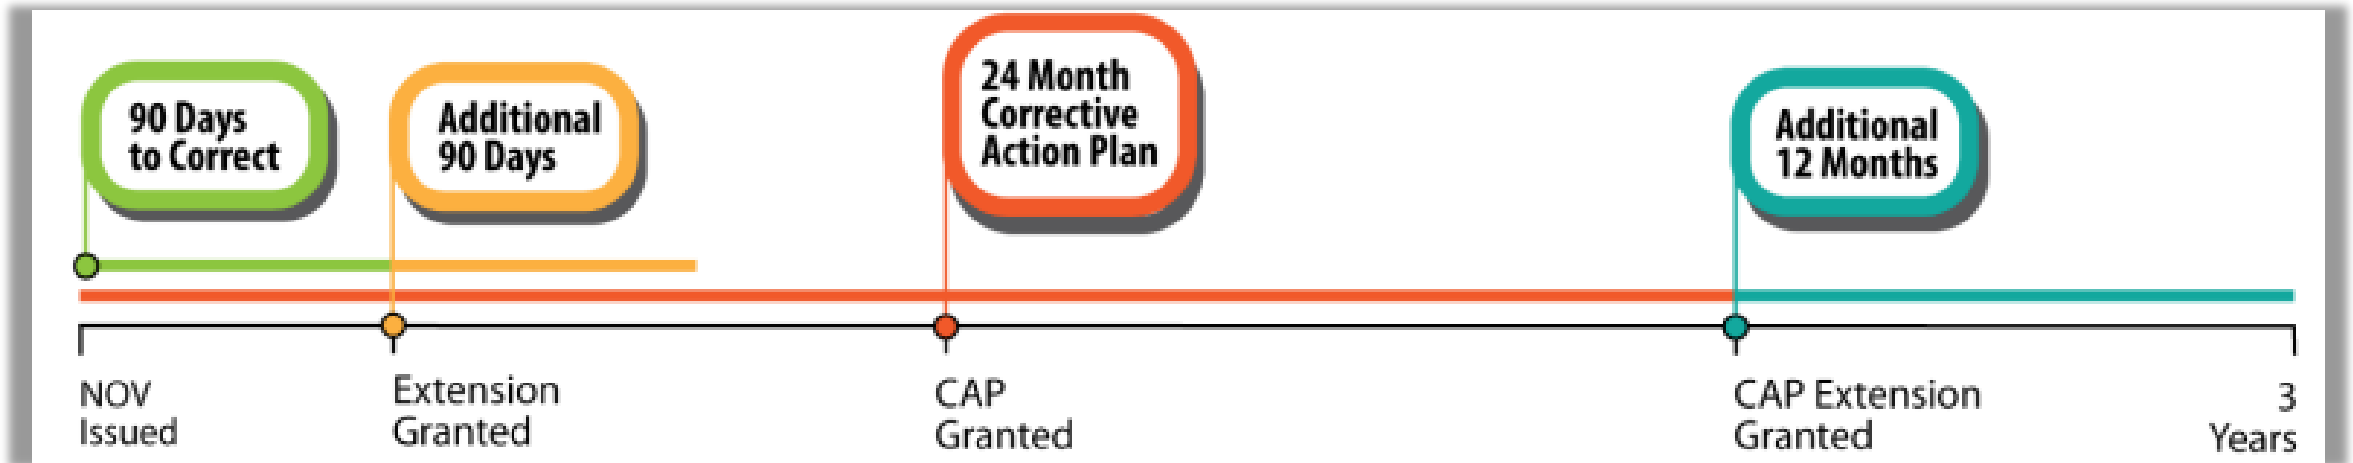 90 Days
to Correct
Additional
90 Days
24 Month
Corrective
Action Plan
Additional
12 Months
NOV
Issued
Extension
Granted
CAP
Granted
CAP Extension
Granted
3
Years